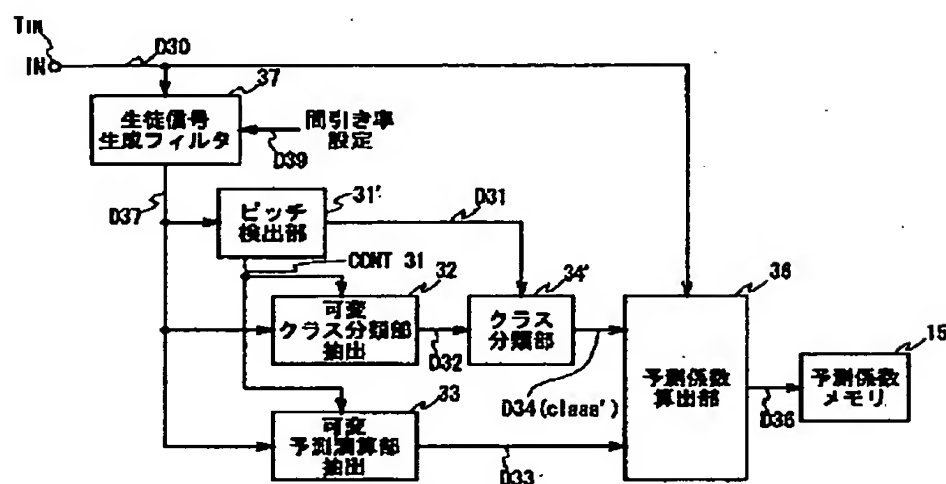 TIN
IN
D30
37
生徒信号
生成フィルタ
間引き率
設定
D39
D37
31'
ピッチ
検出部
D31
CONT 31
32
可変
クラス分類部
抽出
D32
34'
クラス
分類部
D34(class')
36
予測係数
算出部
D36
15
予測係数
メモリ
33
可変
予測演算部
抽出
D33